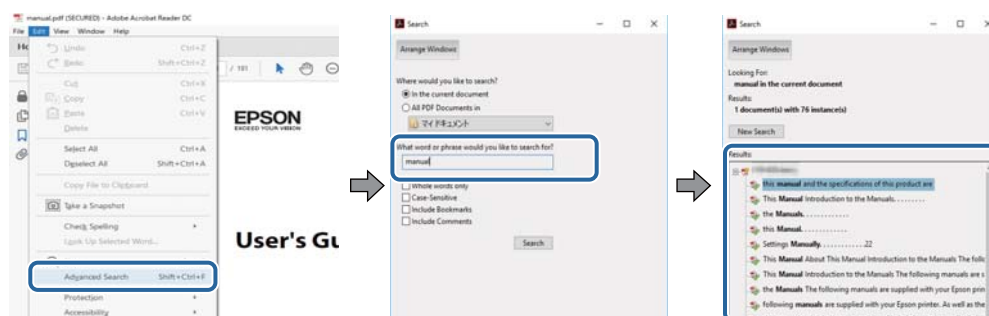 manual.pdf (SECURED) - Adobe Acrobat Reader DC
File Edit View Window Help
Undo Ctrl+Z
Redo Shift+Ctrl+Z
Cut Ctrl+X
Copy Ctrl+C
Paste Ctrl+V
Delete
Select All Ctrl+A
Deselect All Shift+Ctrl+A
Copy File to Clipboard
Take a Snapshot
Check Spelling
Look Up Selected Word...
Advanced Search Shift+Ctrl+F
Protection
Accessibility
/ 181
EPSON
EXCEED YOUR VISION
User's Gu
Search
Arrange Windows
Where would you like to search?
In the current document
All PDF Documents in
マイ ドキュメント
What word or phrase would you like to search for?
manual
Whole words only
Case-Sensitive
Include Bookmarks
Include Comments
Search
Search
Arrange Windows
Looking For:
manual in the current document
Results:
1 document(s) with 76 instance(s)
New Search
Results:
this manual and the specifications of this product are
This Manual Introduction to the Manuals. . . . . . . . .
the Manuals. . . . . . . . . . . . .
this Manual. . . . . . . . . . . . .
Settings Manually. . . . . . . . . . . . .22
This Manual About This Manual Introduction to the Manuals The follo
This Manual Introduction to the Manuals The following manuals are s
the Manuals The following manuals are supplied with your Epson prin
following manuals are supplied with your Epson printer. As well as the